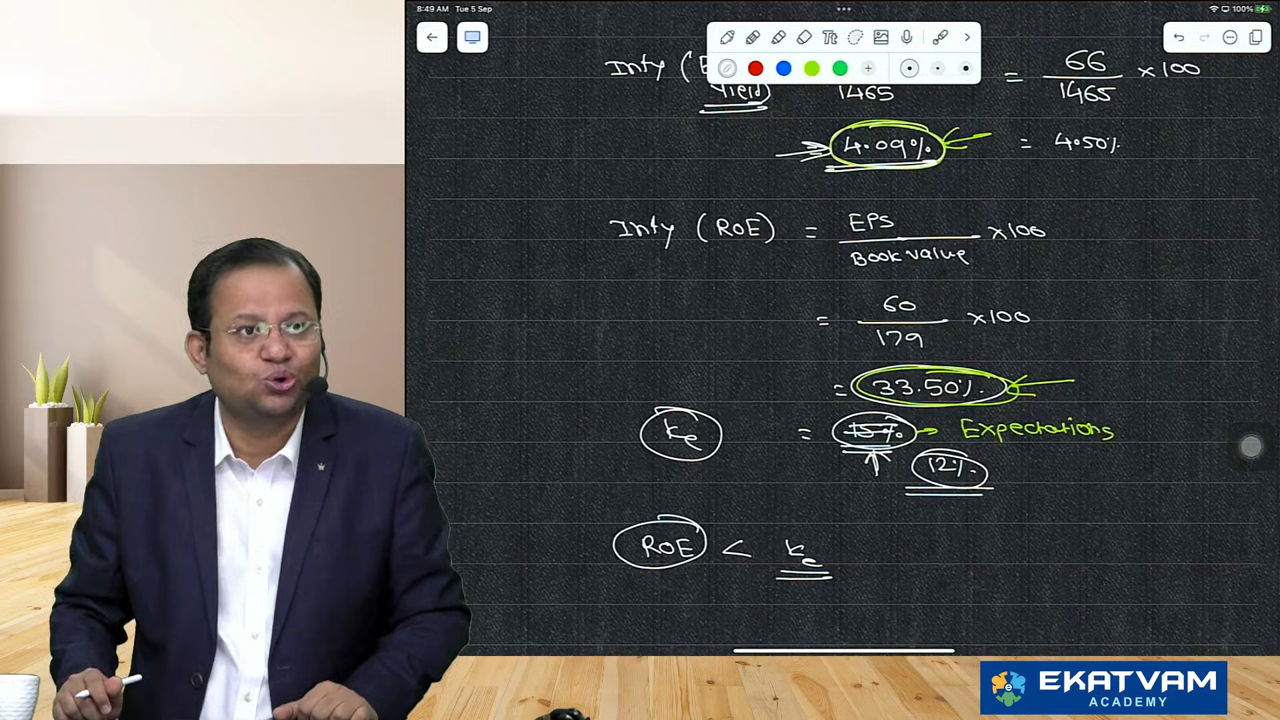 8:49 AM Tue 5 Sep
100%
Infy (E
Yield)
1465
= 66 / 1465 ×100
4.09%
= 4.50%
Infy (ROE) = EPS / Book value ×100
= 60 / 179 ×100
= 33.50%
ke = 15% → Expectations
12%
ROE < ke
EKATVAM
ACADEMY